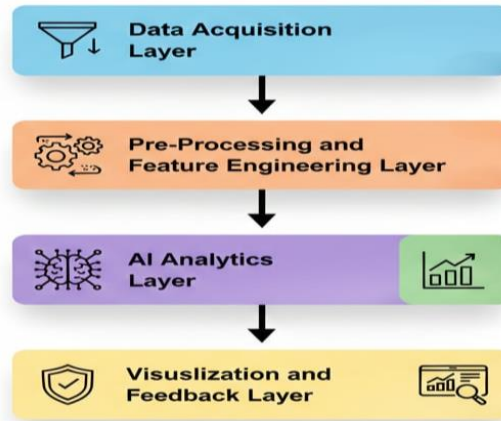 Data Acquisition
Layer
Pre-Processing and
Feature Engineering Layer
AI Analytics
Layer
Visuslization and
Feedback Layer